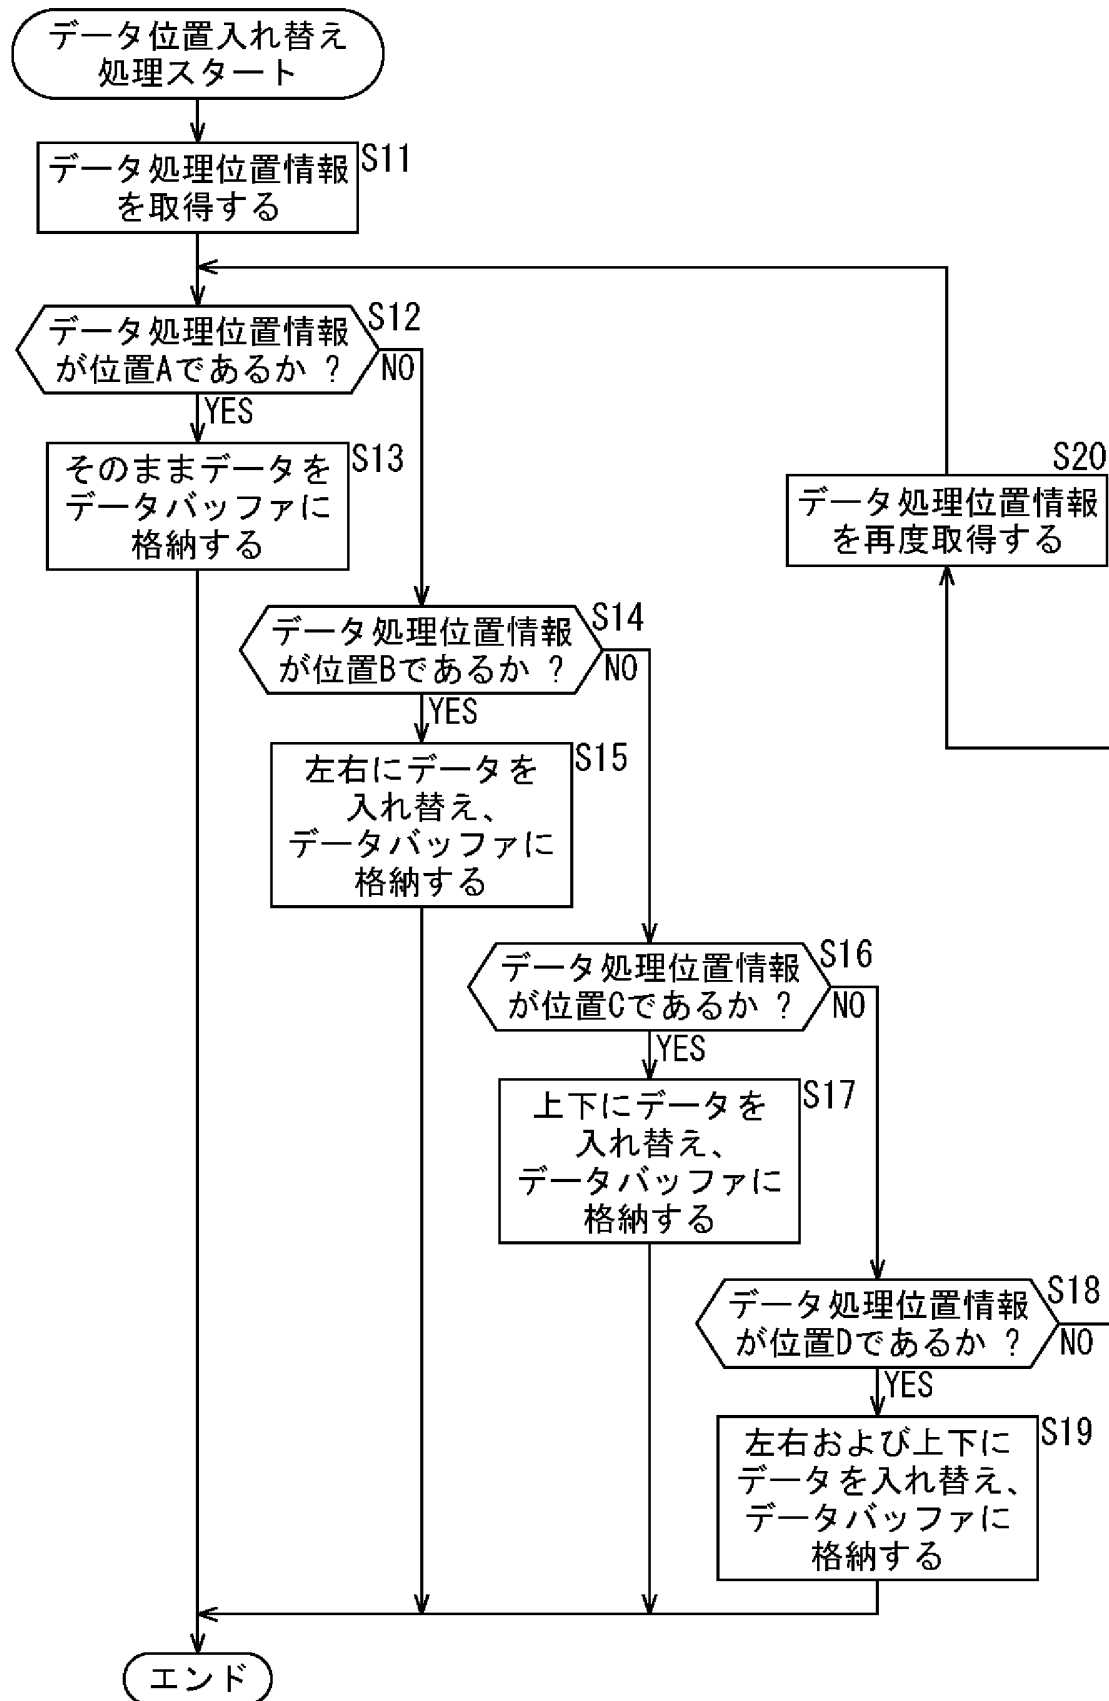 データ位置入れ替え
処理スタート
データ処理位置情報
を取得する
S11
データ処理位置情報
が位置Aであるか ?
S12
NO
YES
そのままデータを
データバッファに
格納する
S13
S20
データ処理位置情報
を再度取得する
データ処理位置情報
が位置Bであるか ?
S14
NO
YES
左右にデータを
入れ替え、
データバッファに
格納する
S15
データ処理位置情報
が位置Cであるか ?
S16
NO
YES
上下にデータを
入れ替え、
データバッファに
格納する
S17
データ処理位置情報
が位置Dであるか ?
S18
NO
YES
左右および上下に
データを入れ替え、
データバッファに
格納する
S19
エンド